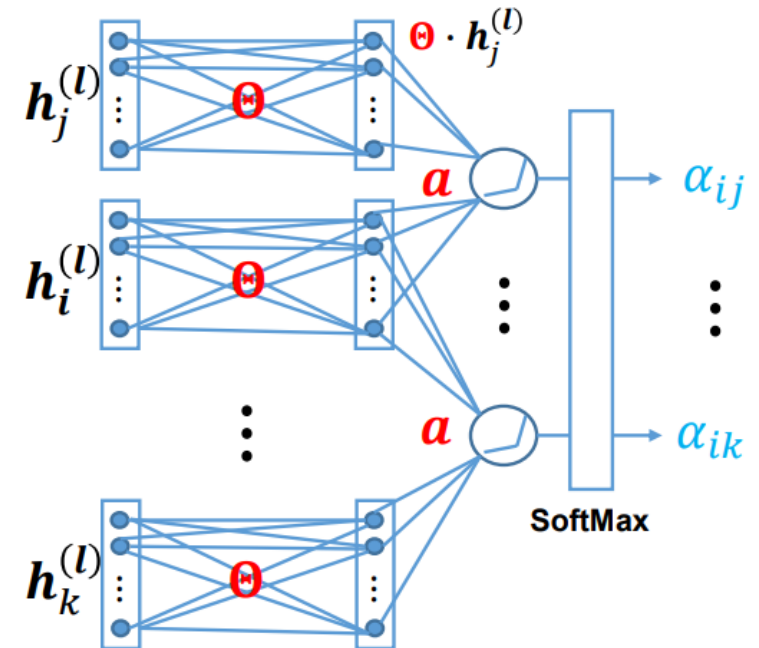 Θ · h_j^(l)
h_j^(l)
Θ
a
α_ij
h_i^(l)
Θ
a
α_ik
SoftMax
h_k^(l)
Θ